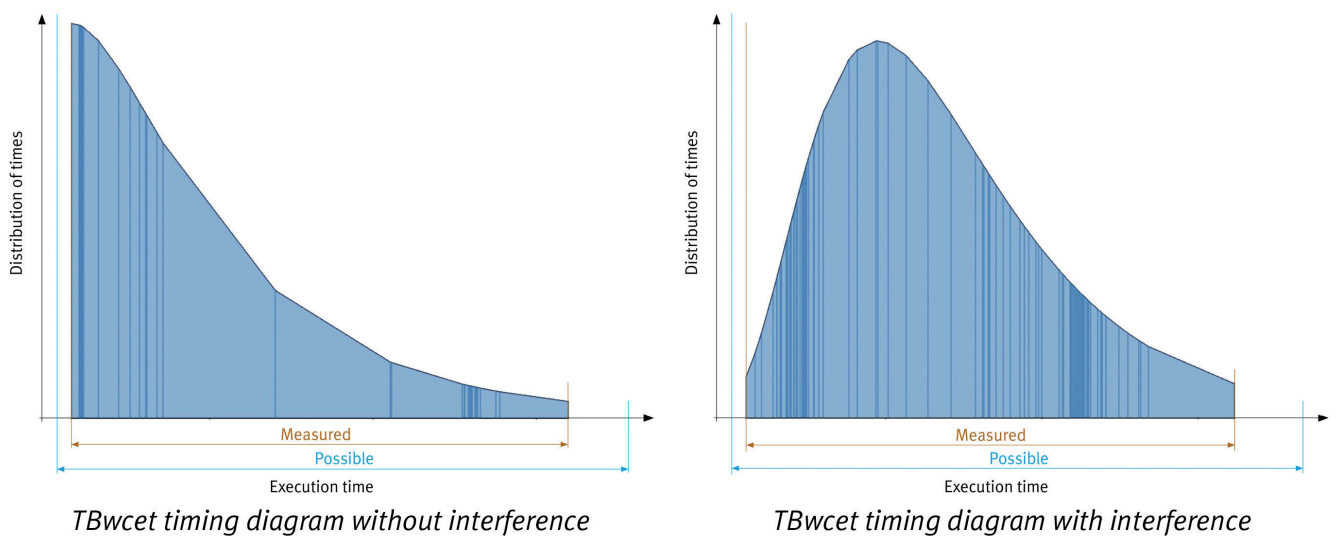 Distribution of times
Measured
Possible
Execution time
TBwcet timing diagram without interference
Distribution of times
Measured
Possible
Execution time
TBwcet timing diagram with interference